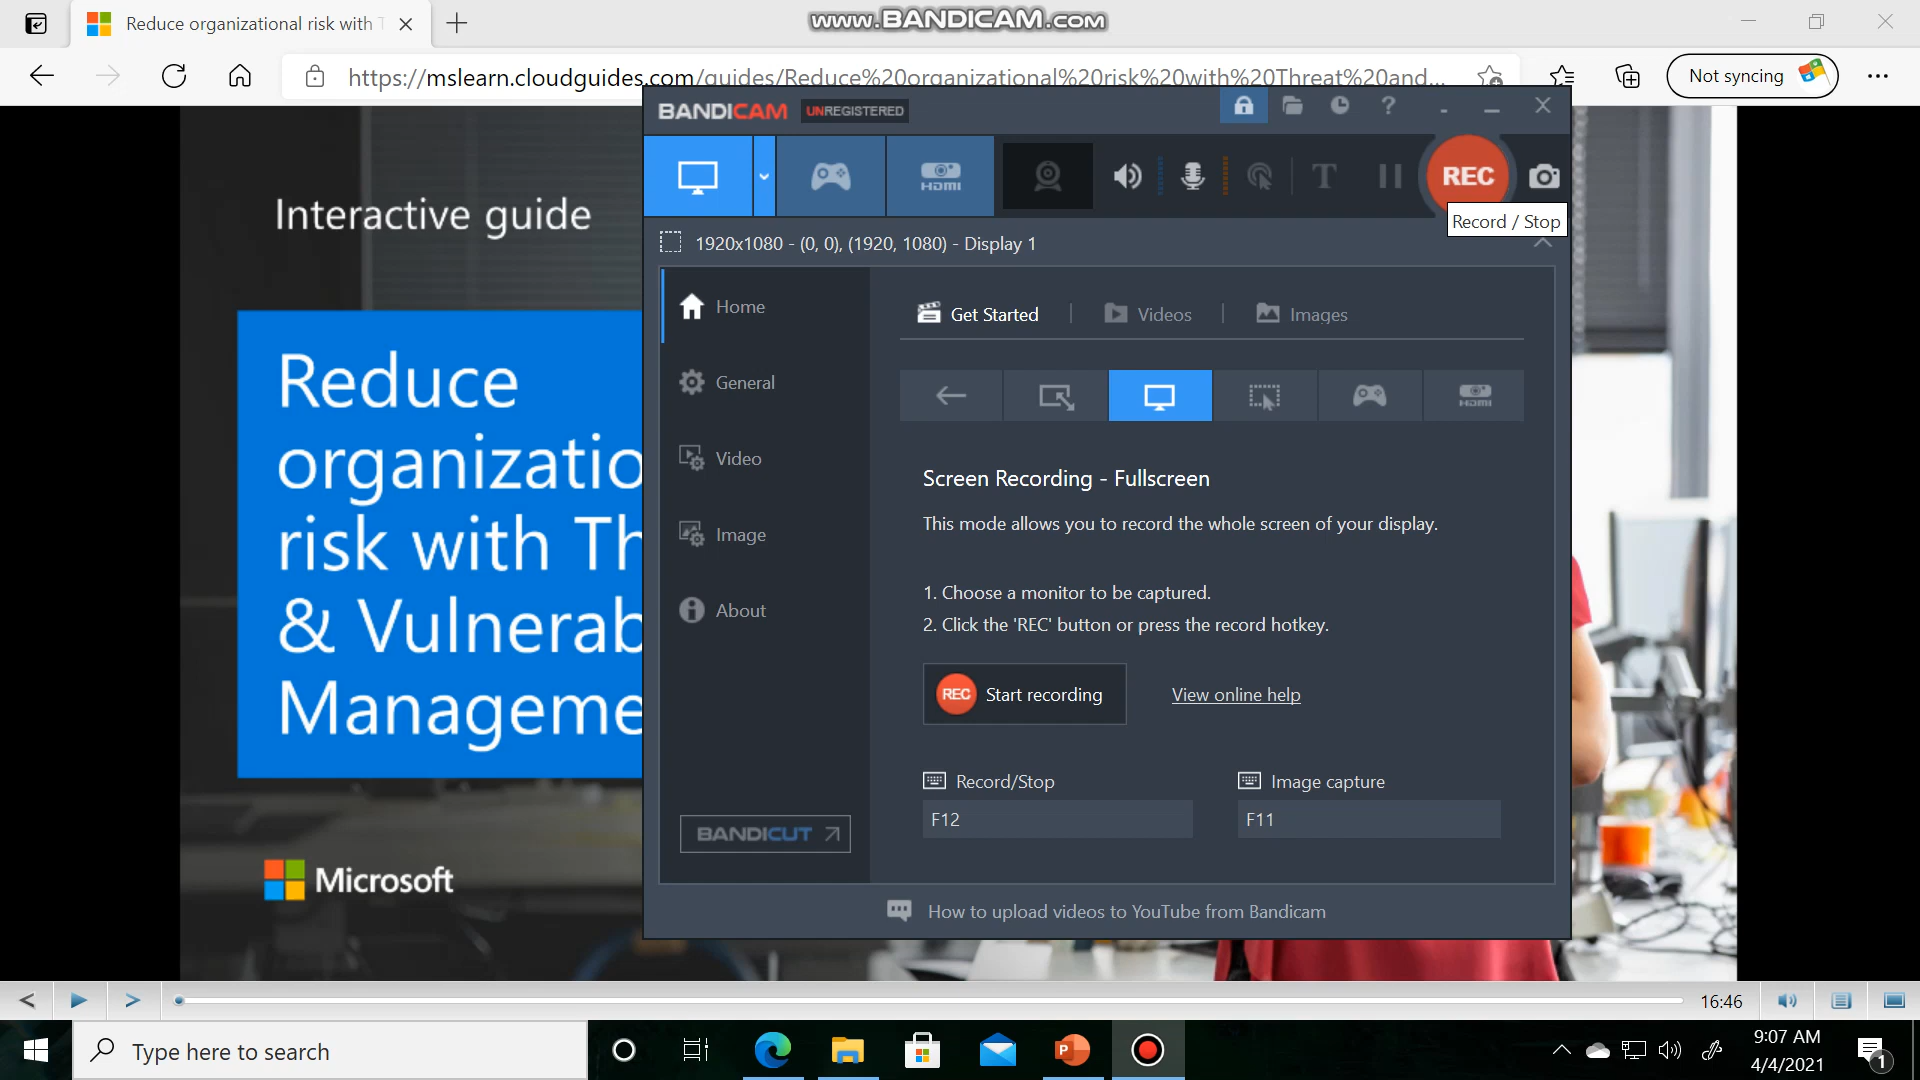 Reduce organizational risk with T
www.BANDICAM.com
https://mslearn.cloudguides.com/guides/Reduce%20organizational%20risk%20with%20Threat%20and...
Not syncing
BANDICAM UNREGISTERED
HDMI
T
REC
Record / Stop
1920x1080 - (0, 0), (1920, 1080) - Display 1
Interactive guide
Reduce
organizatio
risk with Th
& Vulnerab
Manageme
Microsoft
Home
General
Video
Image
About
BANDICUT
Get Started
Videos
Images
HDMI
Screen Recording - Fullscreen
This mode allows you to record the whole screen of your display.
1. Choose a monitor to be captured.
2. Click the 'REC' button or press the record hotkey.
REC Start recording
View online help
Record/Stop
Image capture
F12
F11
How to upload videos to YouTube from Bandicam
16:46
Type here to search
9:07 AM
4/4/2021
1